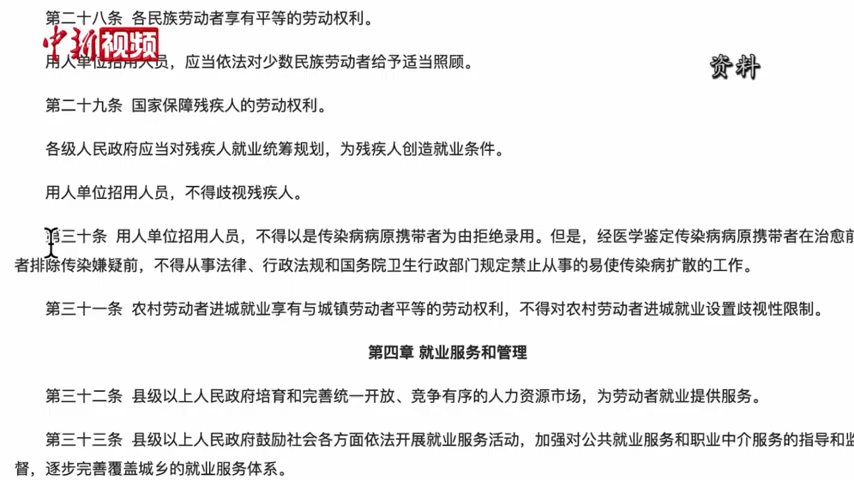 第二十八条 各民族劳动者享有平等的劳动权利。
中新视频
用人单位招用人员，应当依法对少数民族劳动者给予适当照顾。
资料
第二十九条 国家保障残疾人的劳动权利。
各级人民政府应当对残疾人就业统筹规划，为残疾人创造就业条件。
用人单位招用人员，不得歧视残疾人。
第三十条 用人单位招用人员，不得以是传染病病原携带者为由拒绝录用。但是，经医学鉴定传染病病原携带者在治愈前
者排除传染嫌疑前，不得从事法律、行政法规和国务院卫生行政部门规定禁止从事的易使传染病扩散的工作。
第三十一条 农村劳动者进城就业享有与城镇劳动者平等的劳动权利，不得对农村劳动者进城就业设置歧视性限制。
第四章 就业服务和管理
第三十二条 县级以上人民政府培育和完善统一开放、竞争有序的人力资源市场，为劳动者就业提供服务。
第三十三条 县级以上人民政府鼓励社会各方面依法开展就业服务活动，加强对公共就业服务和职业中介服务的指导和监
督，逐步完善覆盖城乡的就业服务体系。